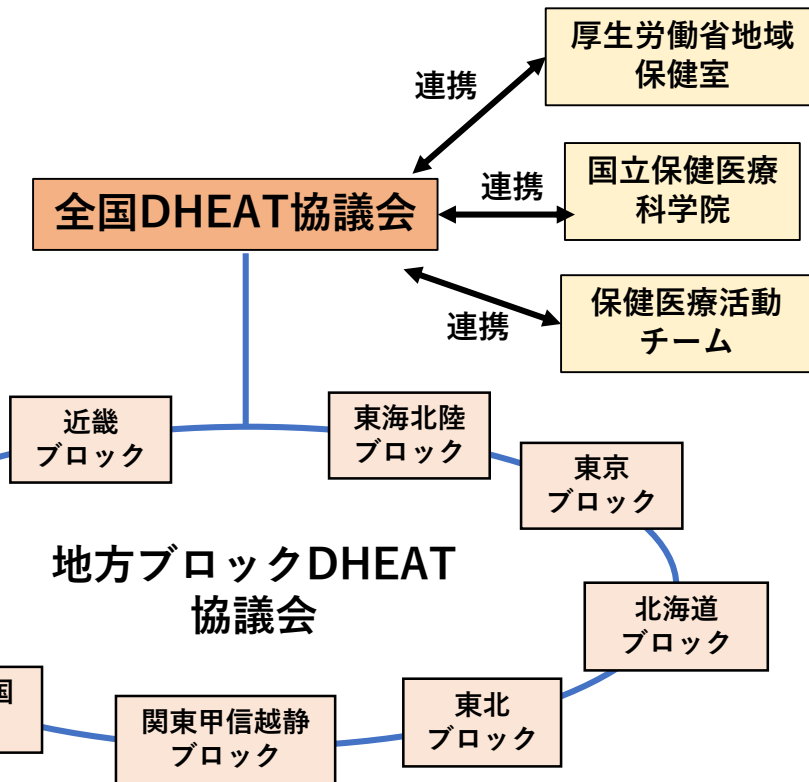 厚生労働省地域
保健室
連携
国立保健医療
科学院
連携
全国DHEAT協議会
保健医療活動
チーム
連携
近畿
ブロック
東海北陸
ブロック
東京
ブロック
地方ブロックDHEAT
協議会
北海道
ブロック
国
関東甲信越静
ブロック
東北
ブロック